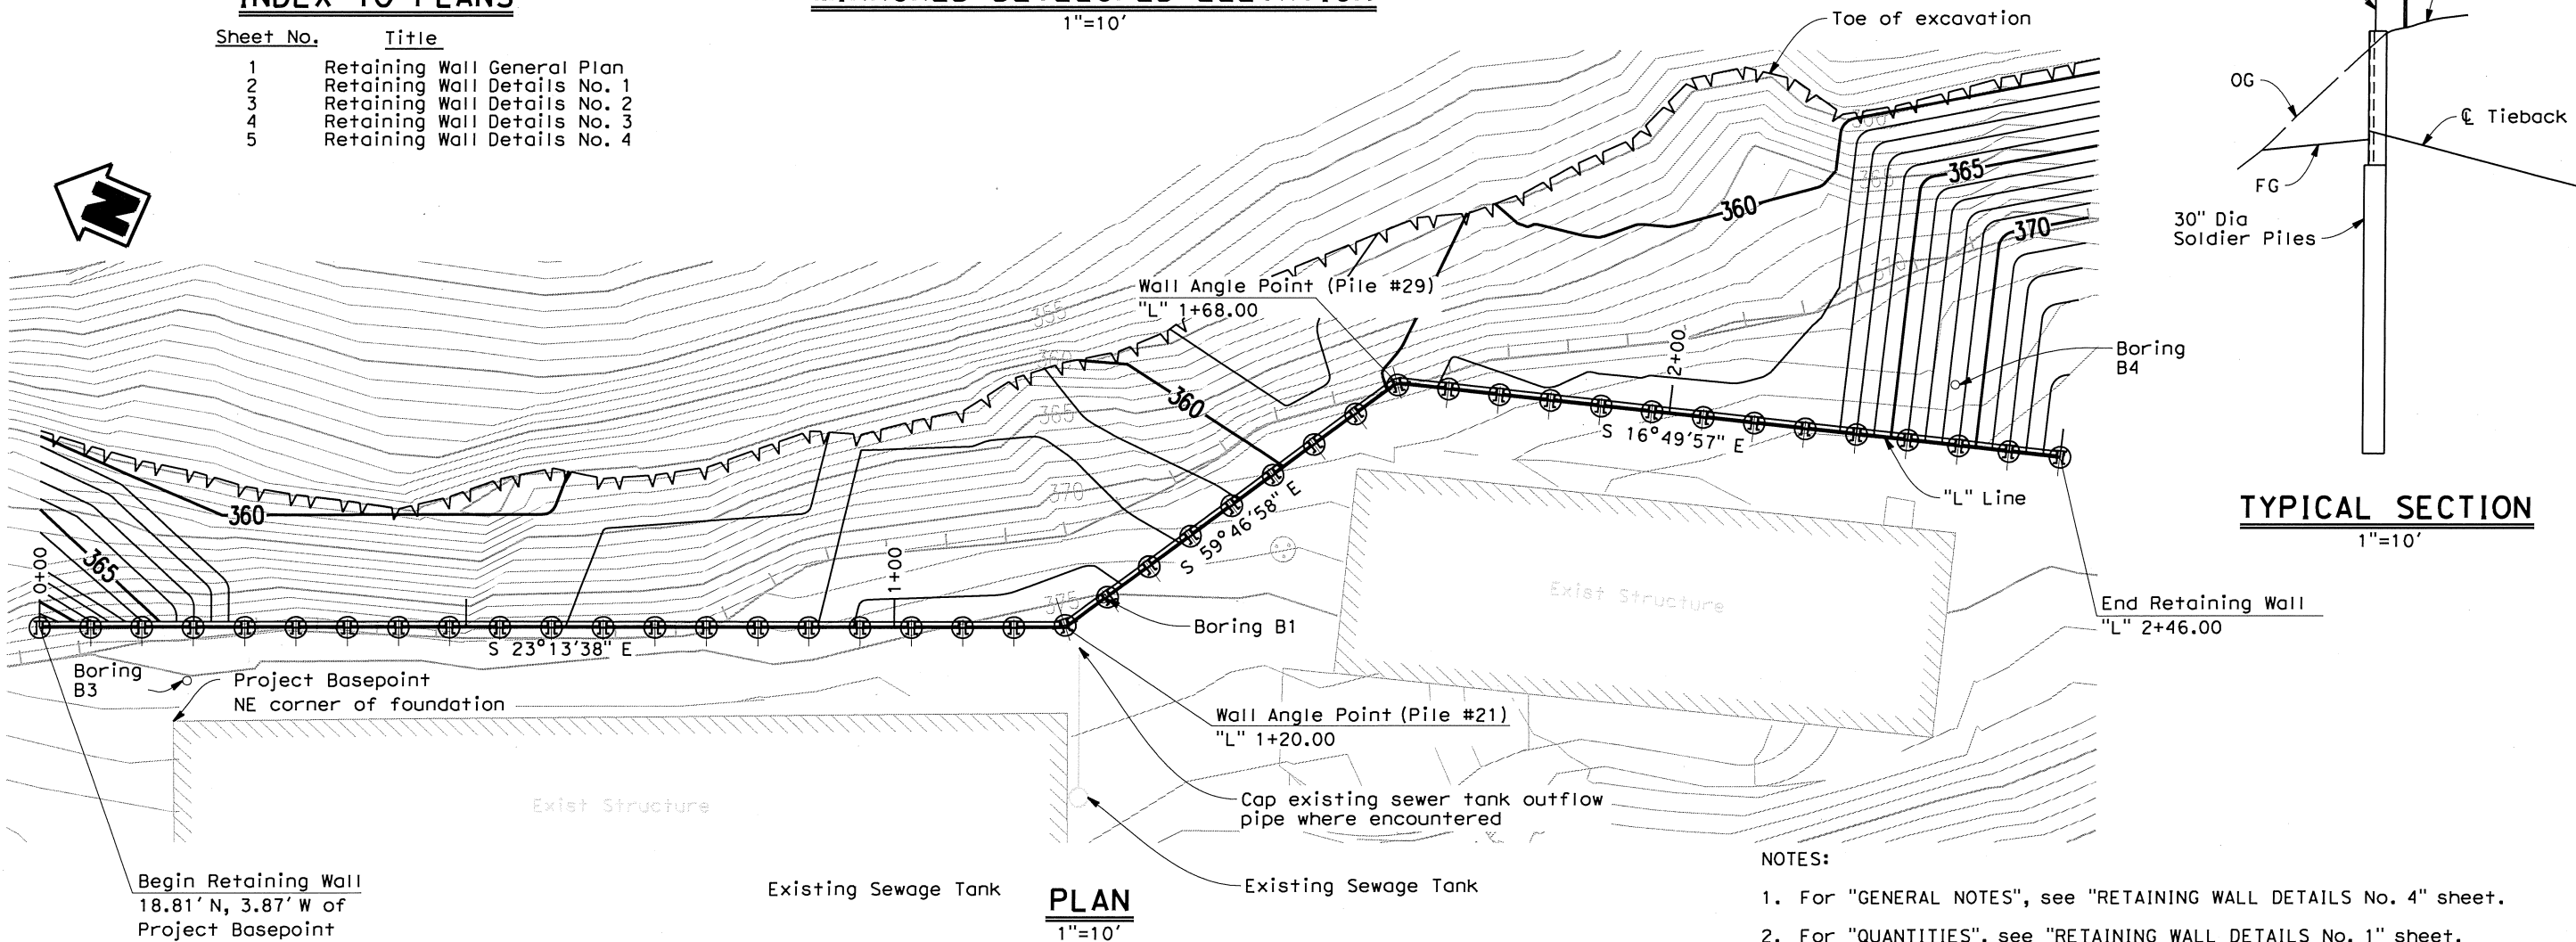 INDEX TO PLANS
Sheet No. Title
1 Retaining Wall General Plan
2 Retaining Wall Details No. 1
3 Retaining Wall Details No. 2
4 Retaining Wall Details No. 3
5 Retaining Wall Details No. 4
1"=10'
Toe of excavation
OG
FG
℄ Tieback
30" Dia
Soldier Piles
TYPICAL SECTION
1"=10'
N
355
360
365
370
375
360
365
370
360
365
370
360
360
360
365
Wall Angle Point (Pile #29)
"L" 1+68.00
2+00
Boring
B4
S 16°49'57" E
"L" Line
S 59°46'58" E
0+00
1+00
S 23°13'38" E
Boring B1
Exist Structure
End Retaining Wall
"L" 2+46.00
Boring
B3
Project Basepoint
NE corner of foundation
Wall Angle Point (Pile #21)
"L" 1+20.00
Exist Structure
Cap existing sewer tank outflow
pipe where encountered
Begin Retaining Wall
18.81' N, 3.87' W of
Project Basepoint
Existing Sewage Tank
Existing Sewage Tank
PLAN
1"=10'
NOTES:
1. For "GENERAL NOTES", see "RETAINING WALL DETAILS No. 4" sheet.
2. For "QUANTITIES", see "RETAINING WALL DETAILS No. 1" sheet.